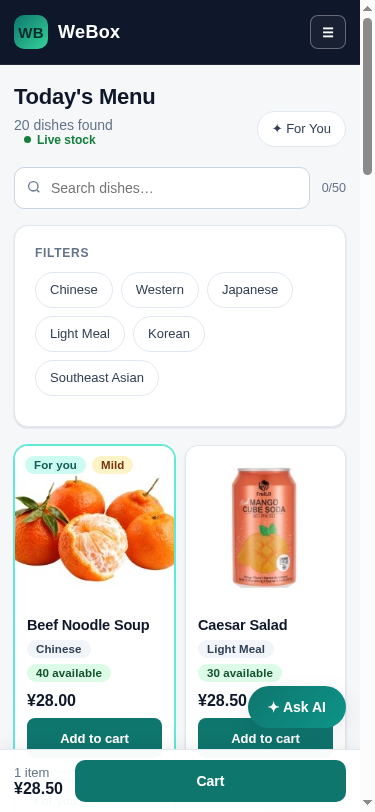 WB WeBox
Today's Menu
20 dishes found
Live stock
✦ For You
Search dishes…
0/50
FILTERS
Chinese
Western
Japanese
Light Meal
Korean
Southeast Asian
For you
Mild
MANGO
CUBE SODA
Beef Noodle Soup
Chinese
40 available
¥28.00
Add to cart
Caesar Salad
Light Meal
30 available
¥28.50
Add to cart
✦ Ask AI
1 item
¥28.50
Cart